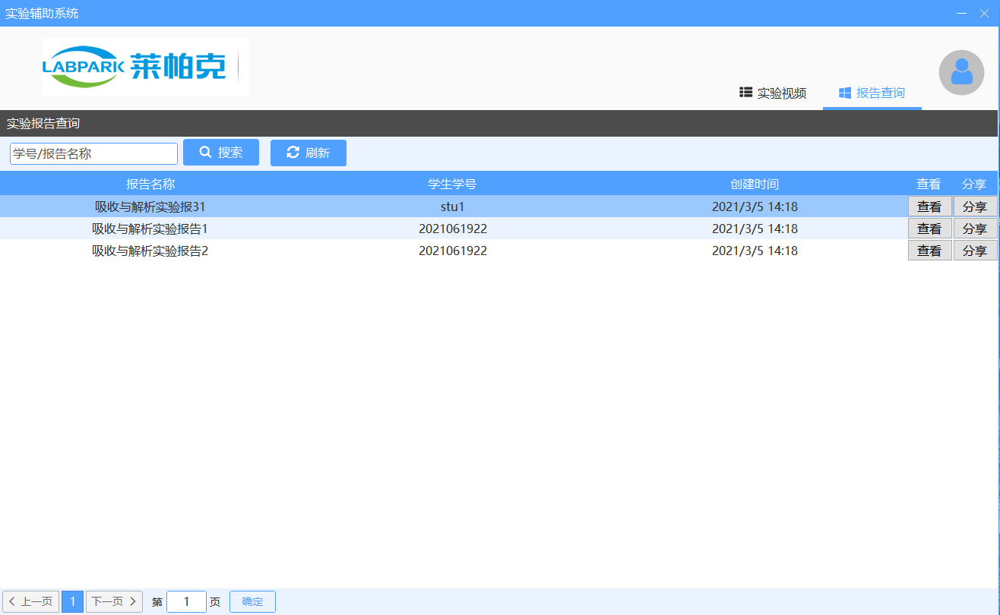 实验辅助系统
LABPARK 莱帕克
实验视频 报告查询
实验报告查询
学号/报告名称 搜索 刷新
报告名称 学生学号 创建时间 查看 分享
吸收与解析实验报31 stu1 2021/3/5 14:18 查看 分享
吸收与解析实验报告1 2021061922 2021/3/5 14:18 查看 分享
吸收与解析实验报告2 2021061922 2021/3/5 14:18 查看 分享
上一页 1 下一页 第 1 页 确定